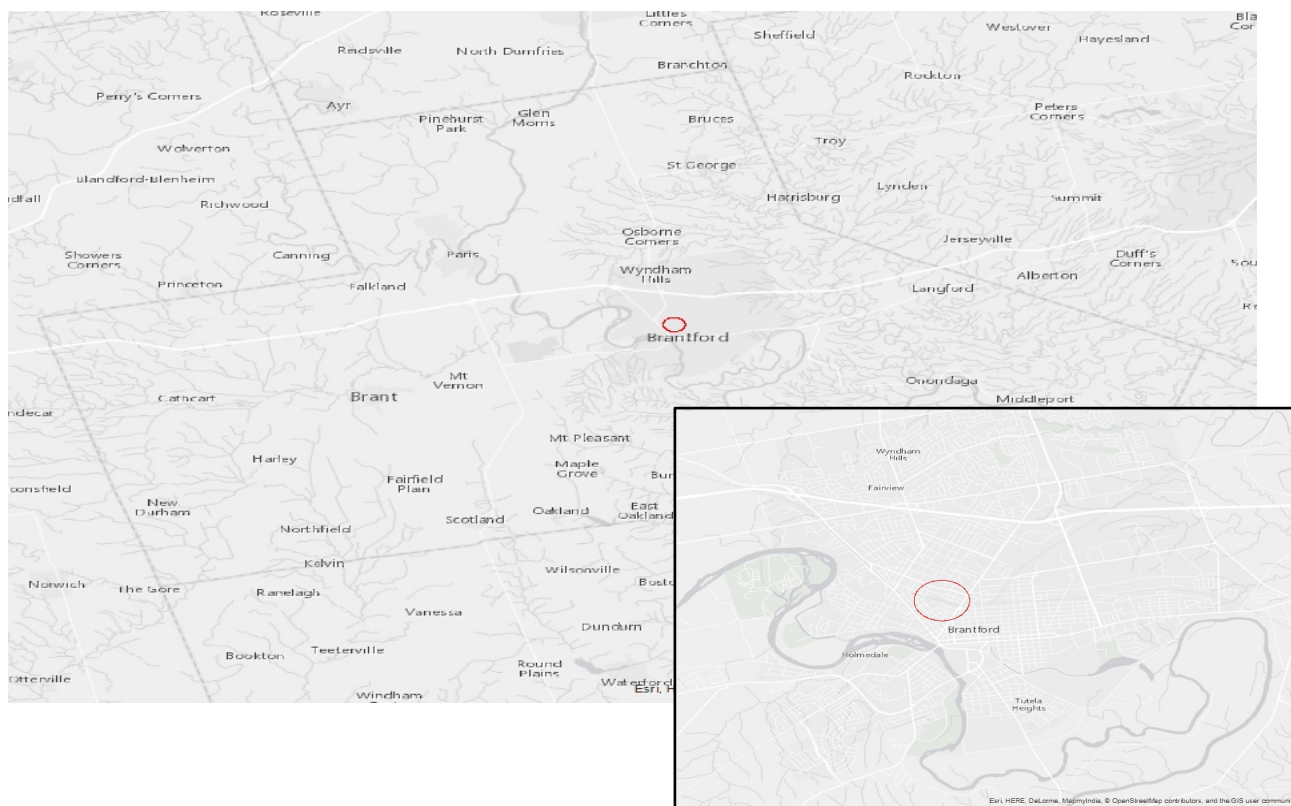 Roseville
Littles
Corners
Reidsville
North Dumfries
Sheffield
Westover
Hayesland
Branchton
Rockton
Perry's Corners
Ayr
Pinehurst
Park
Glen
Morris
Bruces
Peters
Corners
Wolverton
Troy
St George
Blandford-Blenheim
Richwood
Harrisburg
Lynden
Summit
Osborne
Corners
Jerseyville
Showers
Corners
Canning
Paris
Duff's
Corners
Wyndham
Hills
Alberton
Princeton
Falkland
Langford
Brantford
Mt
Vernon
Onondaga
Cathcart
Brant
Middleport
Mt Pleasant
Harley
Maple
Grove
Fairfield
Plain
New
Durham
Scotland
Oakland
East
Oakland
Northfield
Kelvin
Wilsonville
Norwich
The Gore
Ranelagh
Vanessa
Dundurn
Bookton
Teeterville
Round
Plains
Waterford
Windham
Esri, H
Wyndham
Hills
Fairview
Brantford
Holmedale
Tutela
Heights
Esri, HERE, DeLorme, MapmyIndia, © OpenStreetMap contributors, and the GIS user communi